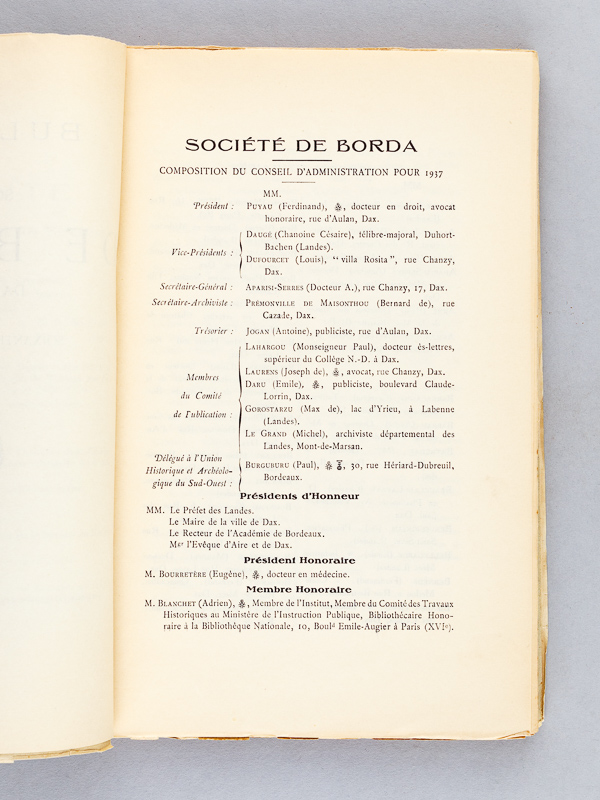 SOCIÉTÉ DE BORDA
COMPOSITION DU CONSEIL D'ADMINISTRATION POUR 1937
MM.
Président : PUYAU (Ferdinand), docteur en droit, avocat
honoraire, rue d'Aulan, Dax.
Vice-Présidents : DAUGÉ (Chanoine Césaire), félibre-majoral, Duhort-
Bachen (Landes).
DUFOURCET (Louis), "villa Rosita", rue Chanzy,
Dax.
Secrétaire-Général : APARISI-SERRES (Docteur A.), rue Chanzy, 17, Dax.
Secrétaire-Archiviste : PRÉMONVILLE DE MAISONTHOU (Bernard de), rue
Cazade, Dax.
Trésorier : JOGAN (Antoine), publiciste, rue d'Aulan, Dax.
Membres
du Comité
de Publication : LAHARGOU (Monseigneur Paul), docteur ès-lettres,
supérieur du Collège N.-D. à Dax.
LAURENS (Joseph de), avocat, rue Chanzy, Dax.
DARU (Emile), publiciste, boulevard Claude-
Lorrin, Dax.
GOROSTARZU (Max de), lac d'Yrieu, à Labenne
(Landes).
LE GRAND (Michel), archiviste départemental des
Landes, Mont-de-Marsan.
Délégué à l'Union
Historique et Archéolo-
gique du Sud-Ouest : BURGUBURU (Paul), 30, rue Hériard-Dubreuil,
Bordeaux.
Présidents d'Honneur
MM. Le Préfet des Landes.
Le Maire de la ville de Dax.
Le Recteur de l'Académie de Bordeaux.
Mgr l'Evêque d'Aire et de Dax.
Président Honoraire
M. BOURRETÈRE (Eugène), docteur en médecine.
Membre Honoraire
M. BLANCHET (Adrien), Membre de l'Institut, Membre du Comité des Travaux
Historiques au Ministère de l'Instruction Publique, Bibliothécaire Hono-
raire à la Bibliothèque Nationale, 10, Bould Emile-Augier à Paris (XVIe).